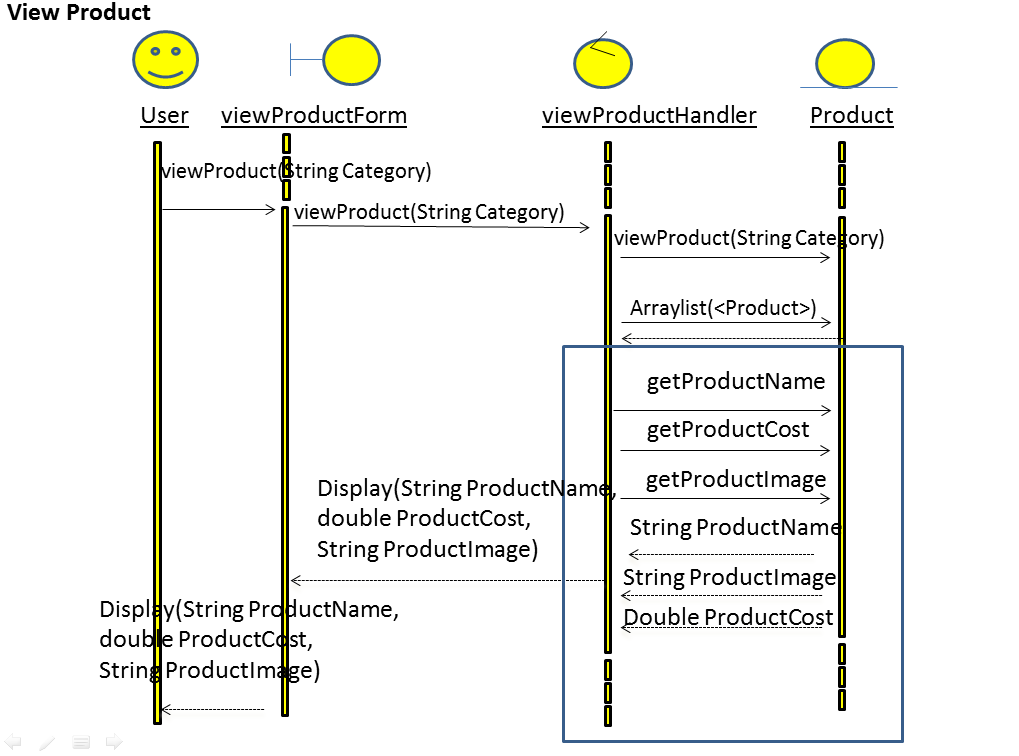 View Product
User
viewProductForm
viewProductHandler
Product
viewProduct(String Category)
viewProduct(String Category)
viewProduct(String Category)
Arraylist(<Product>)
getProductName
getProductCost
getProductImage
Display(String ProductName,
double ProductCost,
String ProductImage)
String ProductName
String ProductImage
Double ProductCost
Display(String ProductName,
double ProductCost,
String ProductImage)